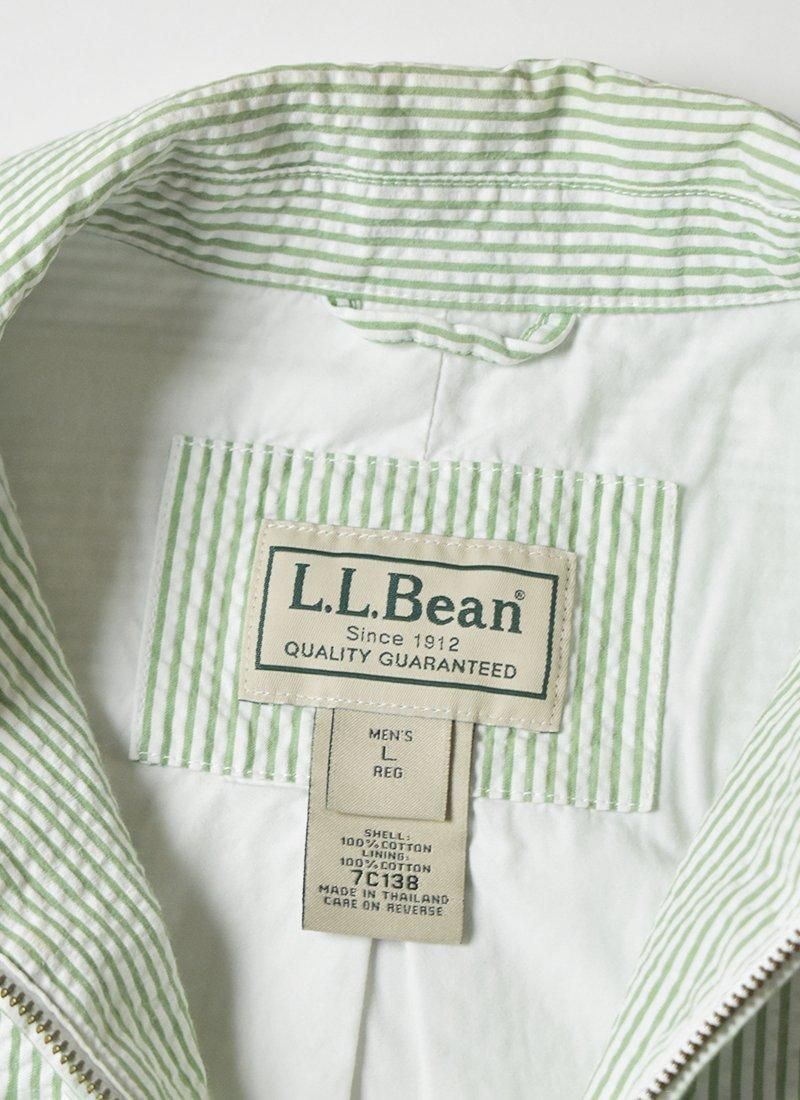 L.L.Bean®
Since 1912
QUALITY GUARANTEED
MEN'S
L
REG
SHELL:
100% COTTON
LINING:
100% COTTON
7C138
MADE IN THAILAND
CARE ON REVERSE